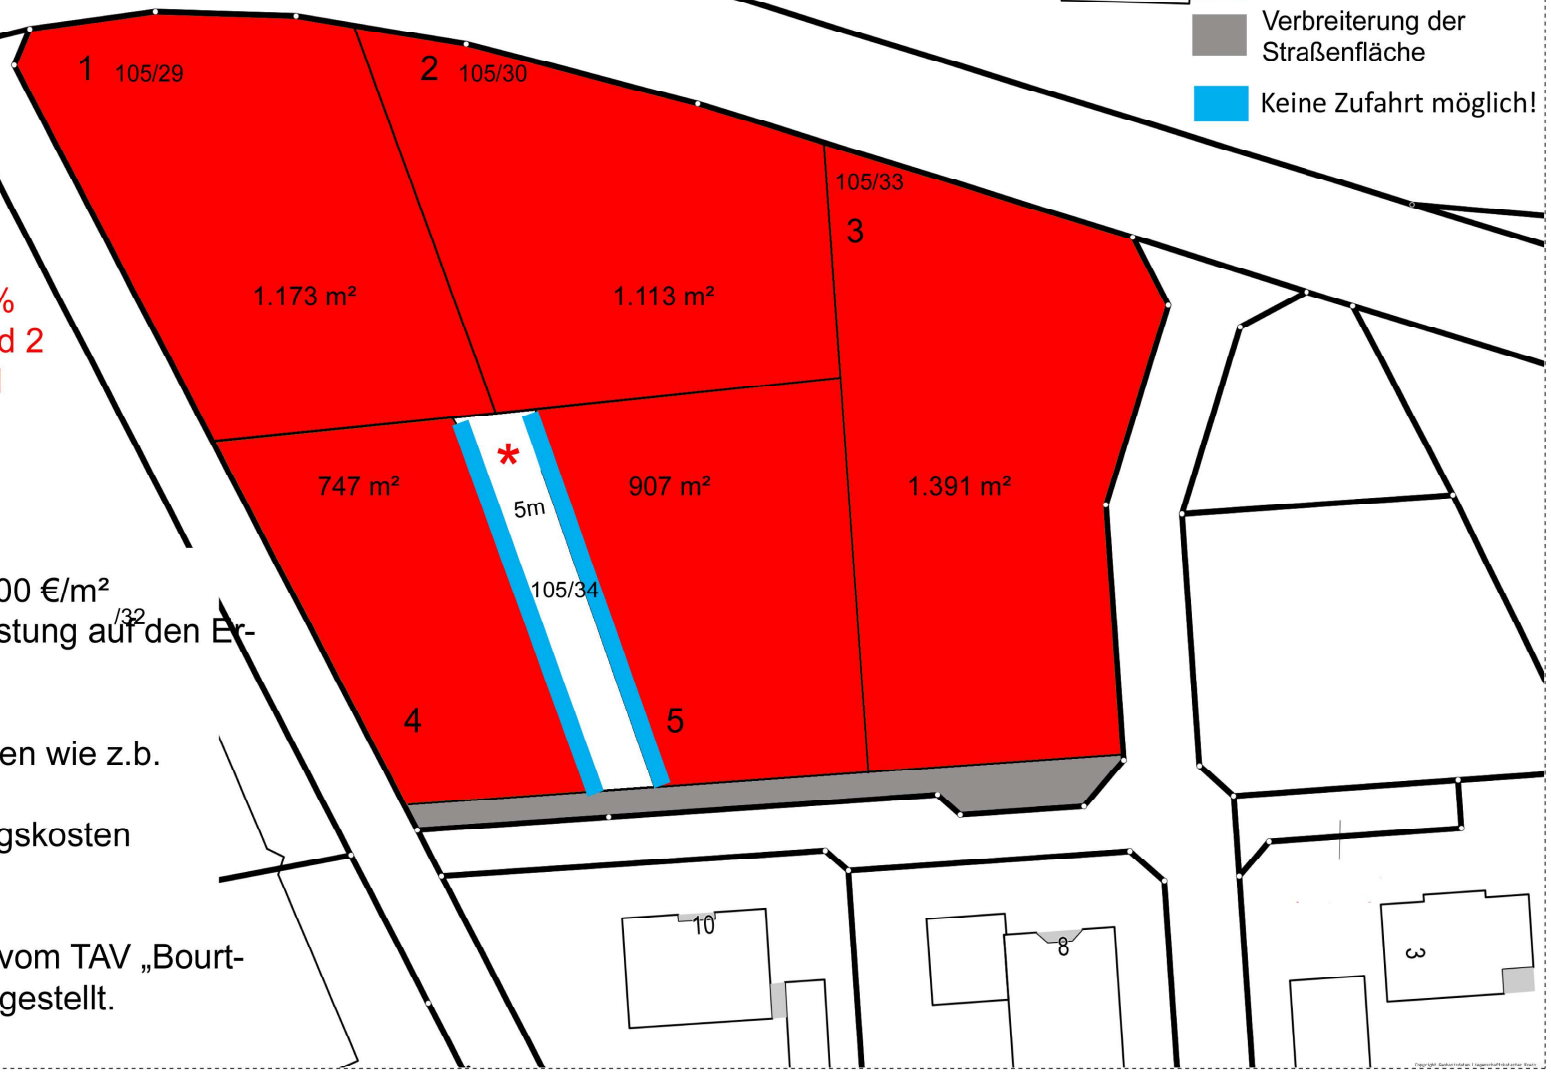 Verbreiterung der
Straßenfläche
Keine Zufahrt möglich!
1 105/29
2 105/30
105/33
3
%
d 2
1.173 m²
1.113 m²
747 m²
*
907 m²
1.391 m²
5m
105/34
00 €/m²
/32
stung auf den Er-
4
5
en wie z.b.
gskosten
10
8
3
vom TAV „Bourt-
gestellt.